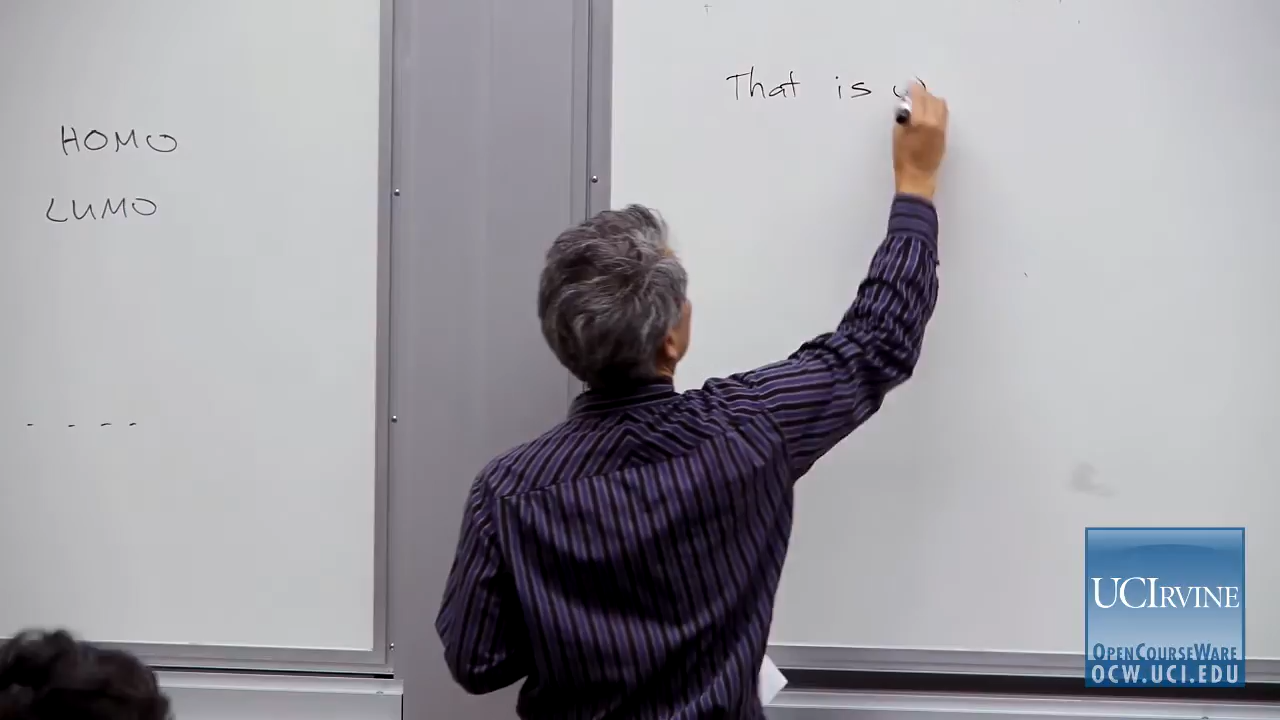 HOMO
LUMO
- - - -
That is
UCIRVINE
OPENCOURSEWARE
OCW.UCI.EDU